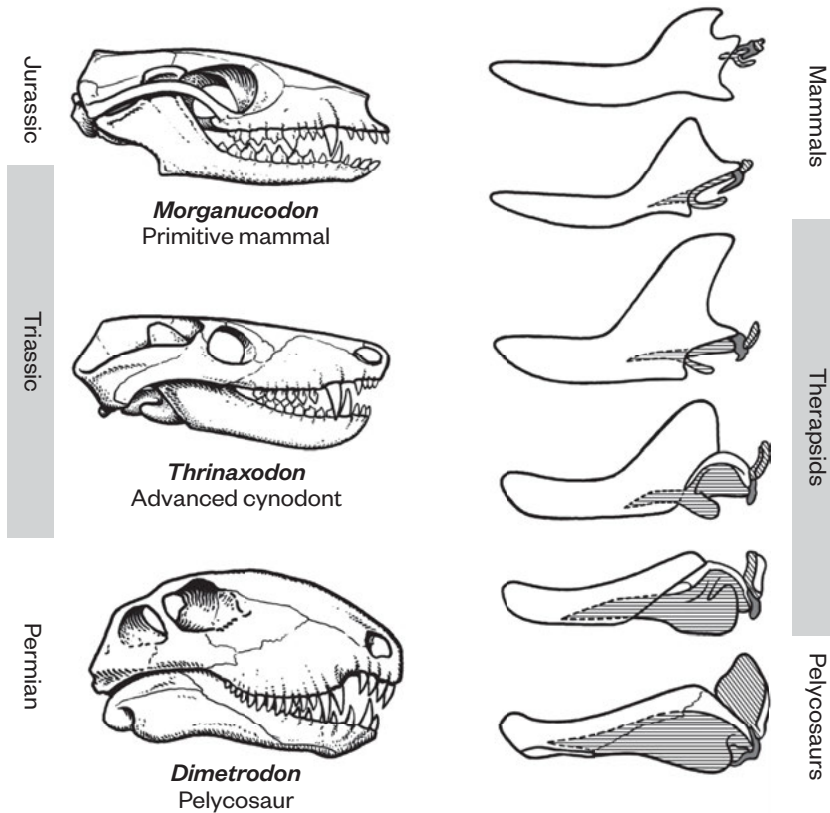 Jurassic
Morganucodon
Primitive mammal
Mammals
Triassic
Thrinaxodon
Advanced cynodont
Therapsids
Permian
Dimetrodon
Pelycosaur
Pelycosaurs